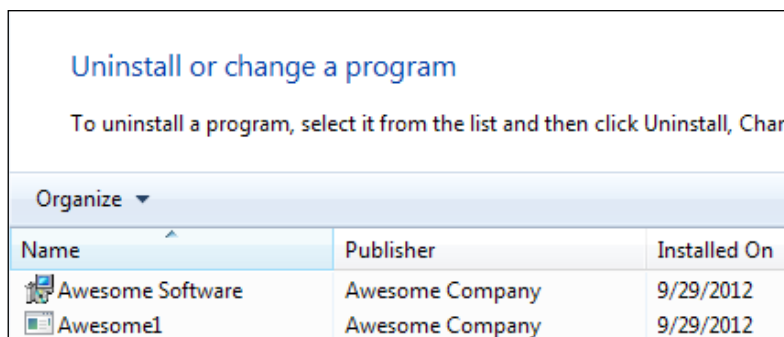 Uninstall or change a program
To uninstall a program, select it from the list and then click Uninstall, Char
Organize
Name Publisher Installed On
Awesome Software Awesome Company 9/29/2012
Awesome1 Awesome Company 9/29/2012